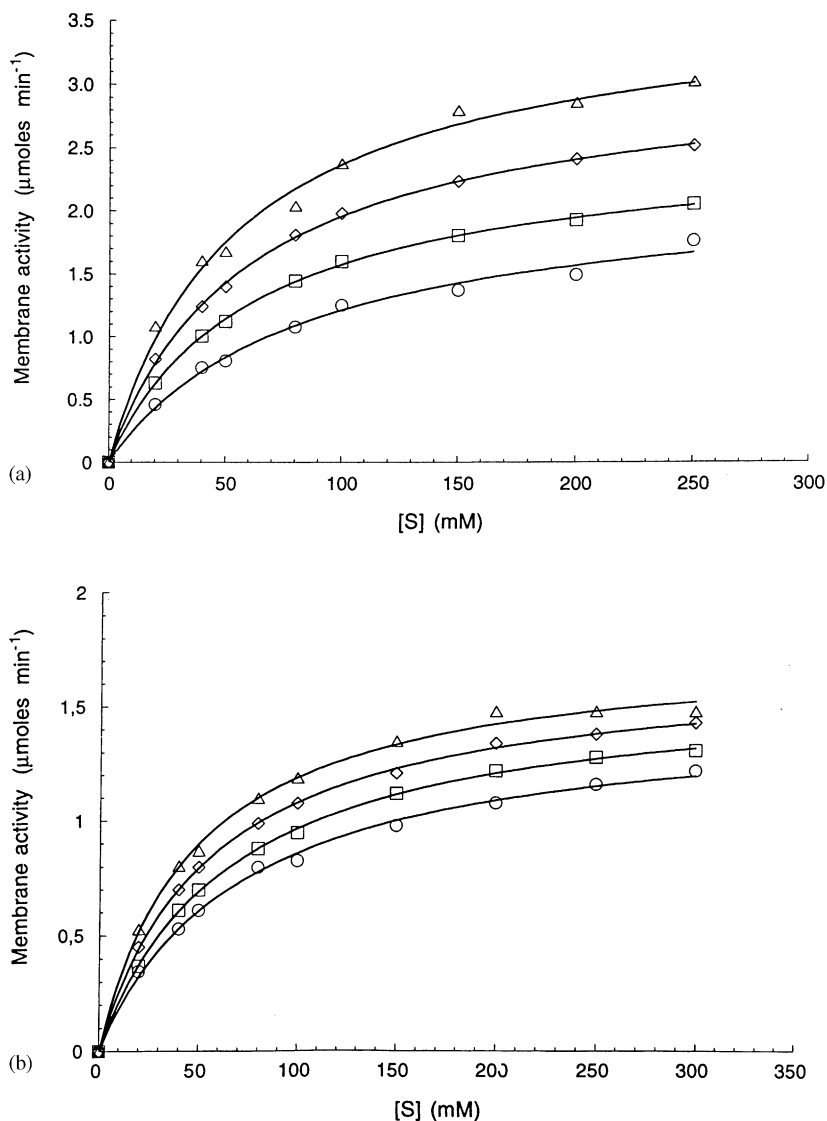 3.5
3.0
2.5
2.0
1.5
1.0
0.5
0
Membrane activity (μmoles min⁻¹)
(a)
0 50 100 150 200 250 300
[S] (mM)
2
1,5
1
0,5
0
Membrane activity (μmoles min⁻¹)
(b)
0 50 100 150 200 250 300 350
[S] (mM)